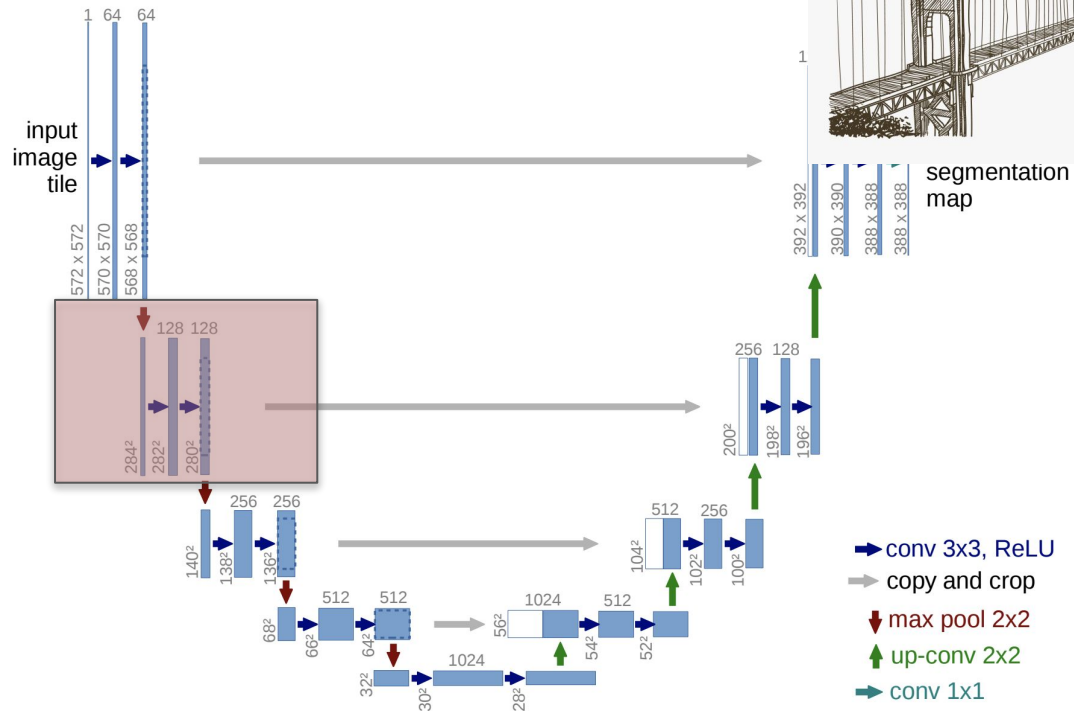 1 64 64
input
image
tile
572 x 572
570 x 570
568 x 568
1
392 x 392
390 x 390
388 x 388
388 x 388
segmentation
map
128 128
284²
282²
280²
256 128
200²
198²
196²
256 256
140²
138²
136²
512 256
104²
102²
100²
512 512
68²
66²
64²
1024 512
56²
54²
52²
1024
32²
30²
28²
conv 3x3, ReLU
copy and crop
max pool 2x2
up-conv 2x2
conv 1x1